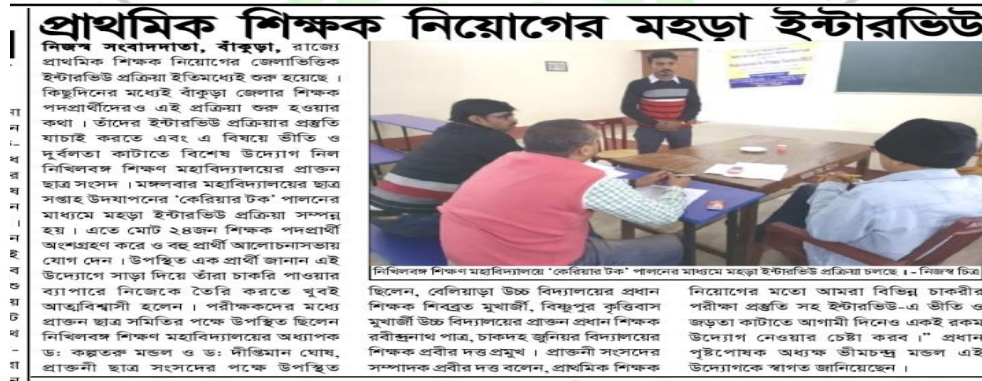 প্রাথমিক শিক্ষক নিয়োগের মহড়া ইন্টারভিউ
নিজস্ব সংবাদদাতা, বাঁকুড়া, রাজ্যে
প্রাথমিক শিক্ষক নিয়োগের জেলাভিত্তিক
ইন্টারভিউ প্রক্রিয়া ইতিমধ্যেই শুরু হয়েছে ।
কিছুদিনের মধ্যেই বাঁকুড়া জেলার শিক্ষক
পদপ্রার্থীদেরও এই প্রক্রিয়া শুরু হওয়ার
কথা । তাঁদের ইন্টারভিউ প্রক্রিয়ার প্রস্তুতি
যাচাই করতে এবং এ বিষয়ে ভীতি ও
দুর্বলতা কাটাতে বিশেষ উদ্যোগ নিল
নিখিলবঙ্গ শিক্ষণ মহাবিদ্যালয়ের প্রাক্তন
ছাত্র সংসদ । মঙ্গলবার মহাবিদ্যালয়ের ছাত্র
সপ্তাহ উদযাপনের 'কেরিয়ার টক' পালনের
মাধ্যমে মহড়া ইন্টারভিউ প্রক্রিয়া সম্পন্ন
হয় । এতে মোট ২৪জন শিক্ষক পদপ্রার্থী
অংশগ্রহণ করে ও বহু প্রার্থী আলোচনাসভায়
যোগ দেন । উপস্থিত এক প্রার্থী জানান এই
উদ্যোগে সাড়া দিয়ে তাঁরা চাকরি পাওয়ার
ব্যাপারে নিজেকে তৈরি করতে খুবই
আত্মবিশ্বাসী হলেন । পরীক্ষকদের মধ্যে
প্রাক্তন ছাত্র সমিতির পক্ষে উপস্থিত ছিলেন
নিখিলবঙ্গ শিক্ষণ মহাবিদ্যালয়ের অধ্যাপক
ড: কল্পতরু মন্ডল ও ড: দীপ্তিমান ঘোষ,
প্রাক্তনী ছাত্র সংসদের পক্ষে উপস্থিত
নিখিলবঙ্গ শিক্ষণ মহাবিদ্যালয়ে 'কেরিয়ার টক' পালনের মাধ্যমে মহড়া ইন্টারভিউ প্রক্রিয়া চলছে । - নিজস্ব চিত্র
ছিলেন, বেলিয়াড়া উচ্চ বিদ্যালয়ের প্রধান
শিক্ষক শিবব্রত মুখার্জী, বিষ্ণুপুর কৃত্তিবাস
মুখার্জী উচ্চ বিদ্যালয়ের প্রাক্তন প্রধান শিক্ষক
রবীন্দ্রনাথ পাত্র, চাকদহ জুনিয়র বিদ্যালয়ের
শিক্ষক প্রবীর দত্ত প্রমুখ । প্রাক্তনী সংসদের
সম্পাদক প্রবীর দত্ত বলেন, প্রাথমিক শিক্ষক
নিয়োগের মতো আমরা বিভিন্ন চাকরীর
পরীক্ষা প্রস্তুতি সহ ইন্টারভিউ-এ ভীতি ও
জড়তা কাটাতে আগামী দিনেও একই রকম
উদ্যোগ নেওয়ার চেষ্টা করব ।" প্রধান
পৃষ্টপোষক অধ্যক্ষ ভীমচন্দ্র মন্ডল এই
উদ্যোগকে স্বাগত জানিয়েছেন ।